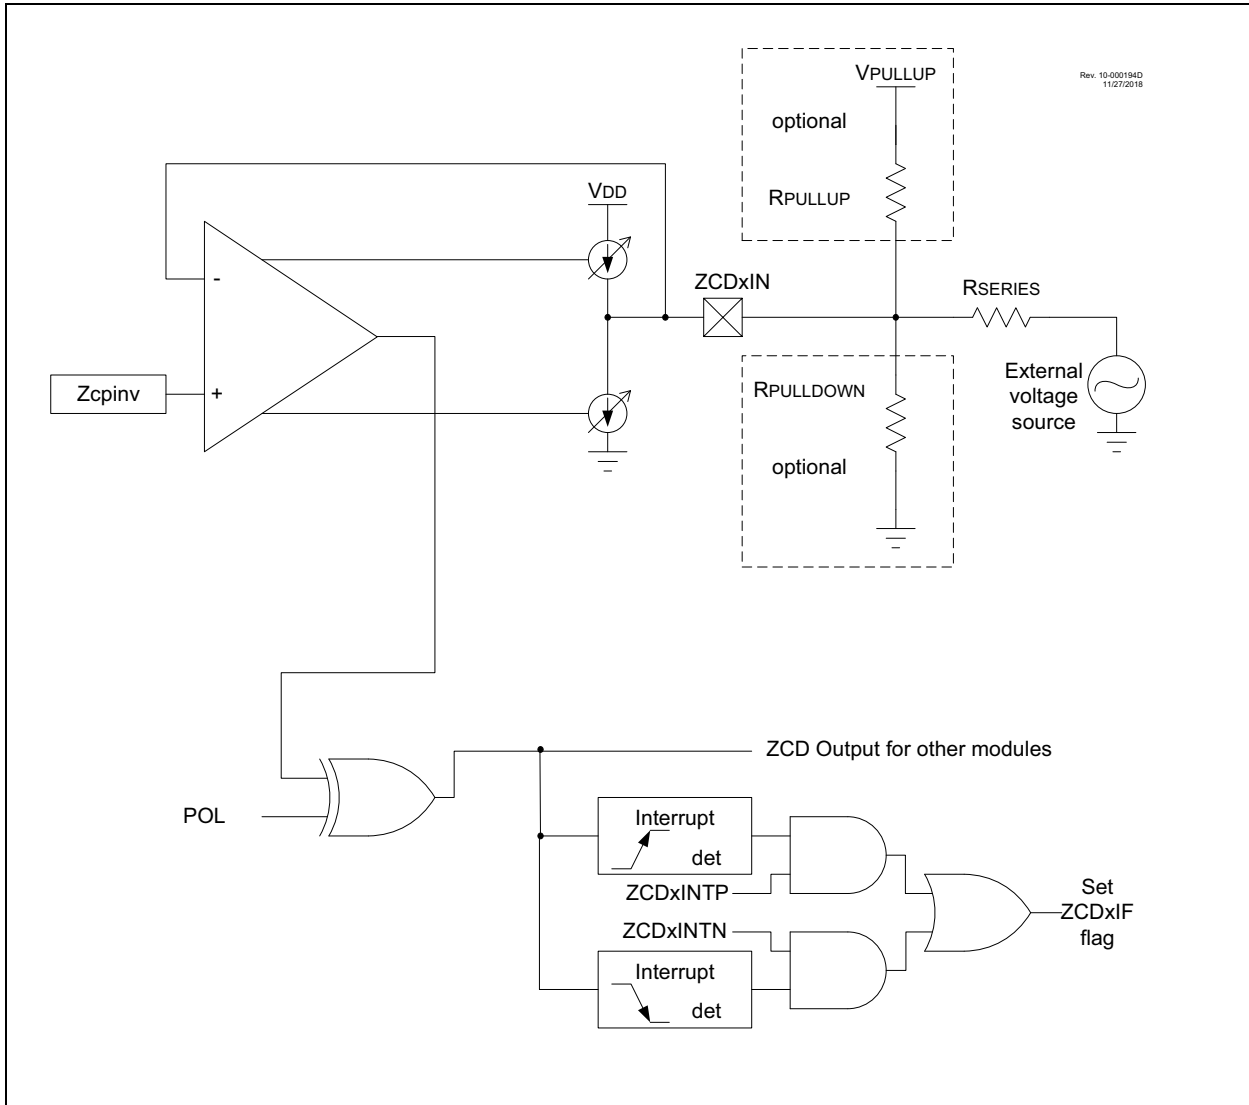 VPULLUP
Rev. 10-000194D
11/27/2018
optional
VDD
RPULLUP
ZCDxIN
RSERIES
-
Zcpinv
+
RPULLDOWN
External
voltage
source
optional
ZCD Output for other modules
POL
Interrupt
det
ZCDxINTP
Set
ZCDxIF
flag
ZCDxINTN
Interrupt
det